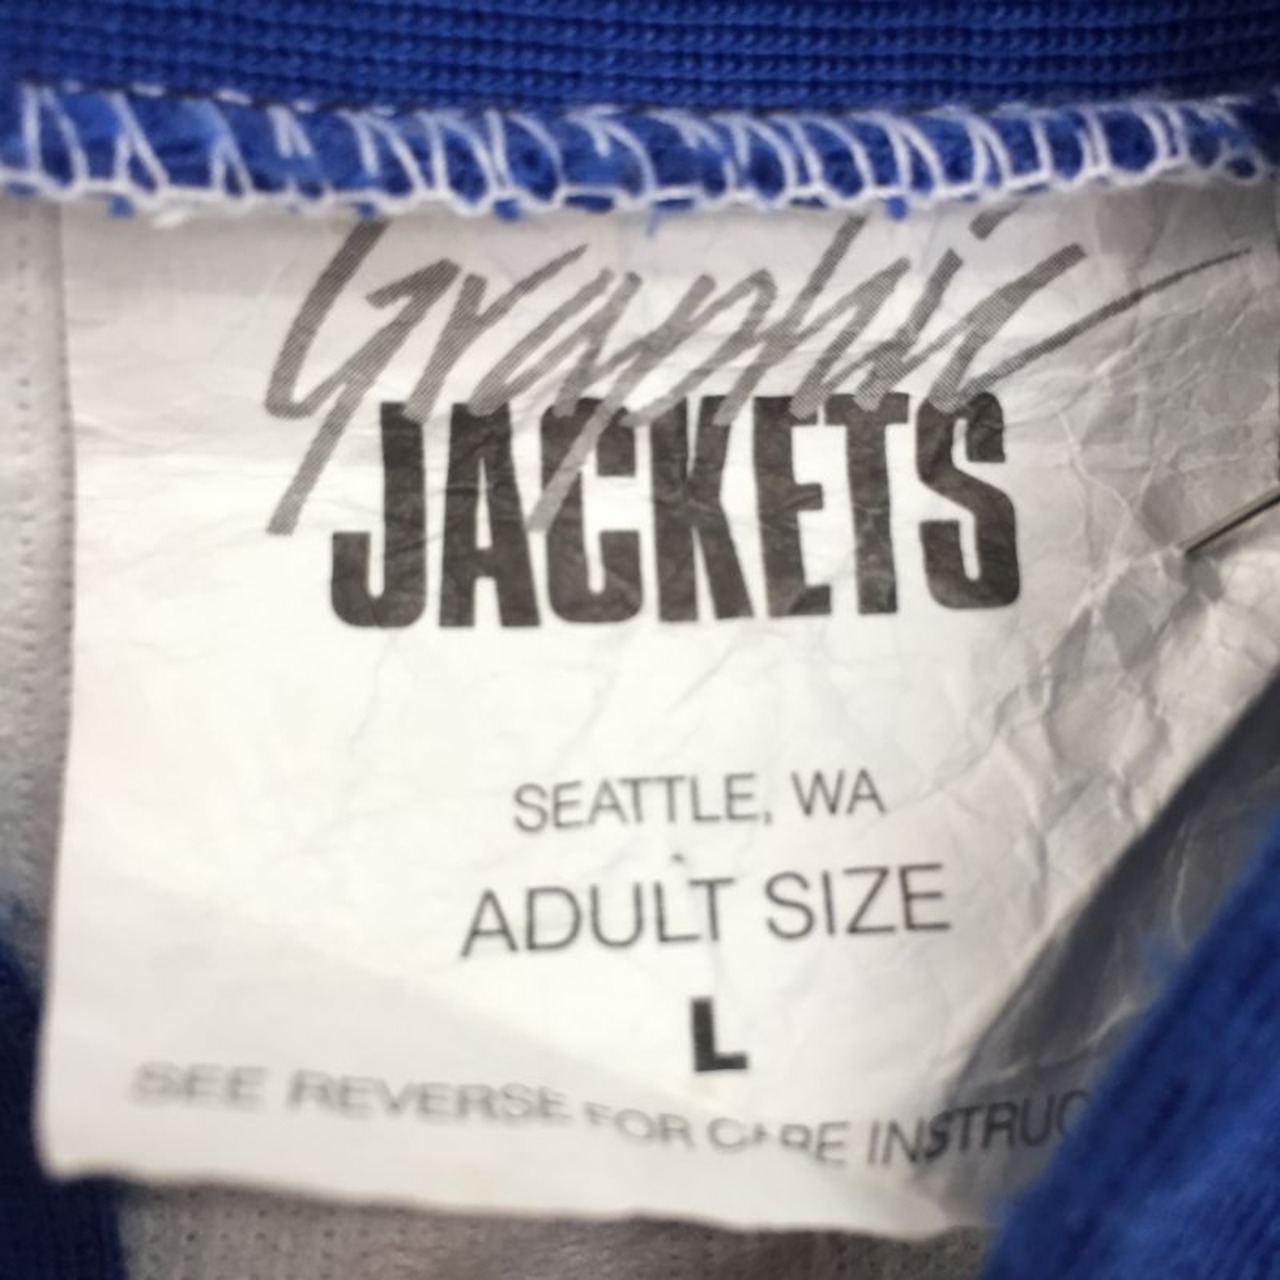 Graphic
JACKETS
SEATTLE, WA
ADULT SIZE
L
SEE REVERSE FOR CARE INSTRUC